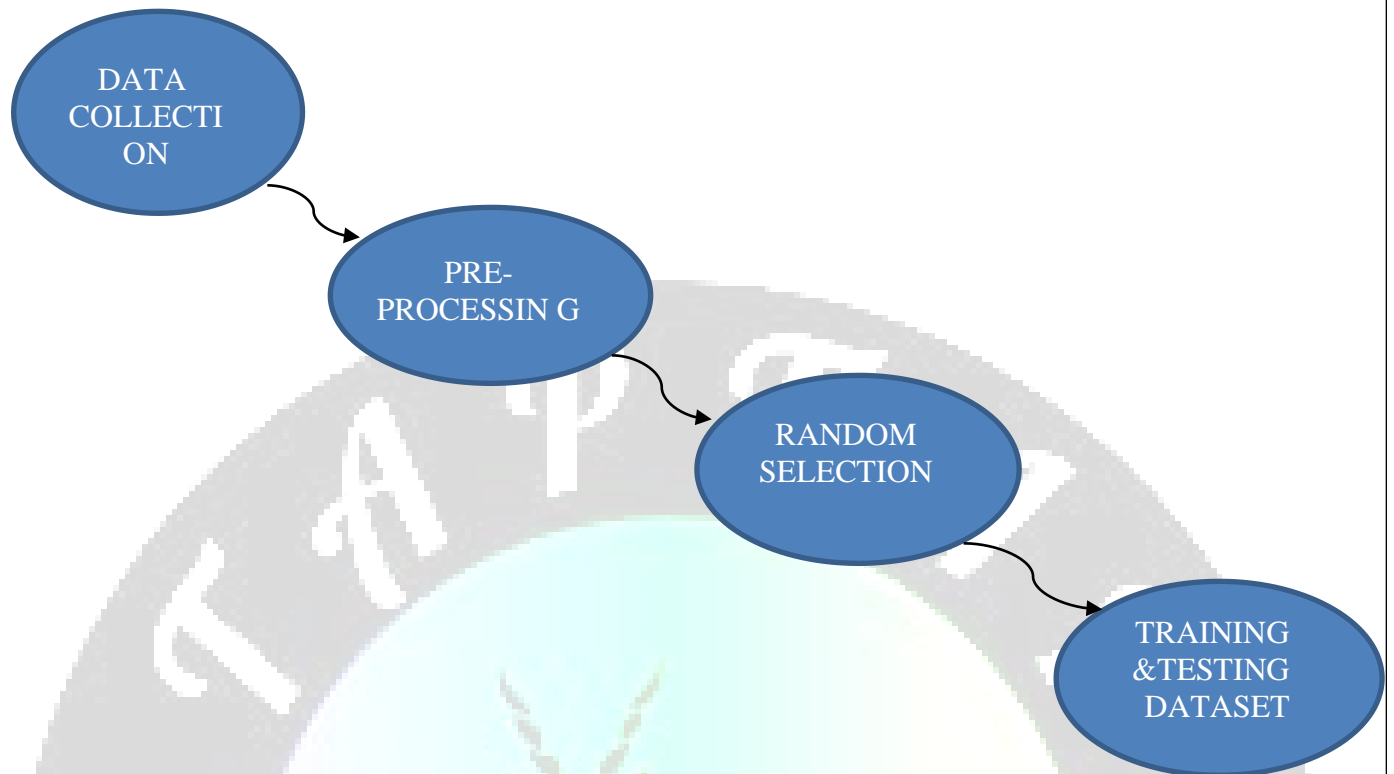 DATA
COLLECTI
ON
PRE-
PROCESSIN G
RANDOM
SELECTION
TRAINING
&TESTING
DATASET
T A P